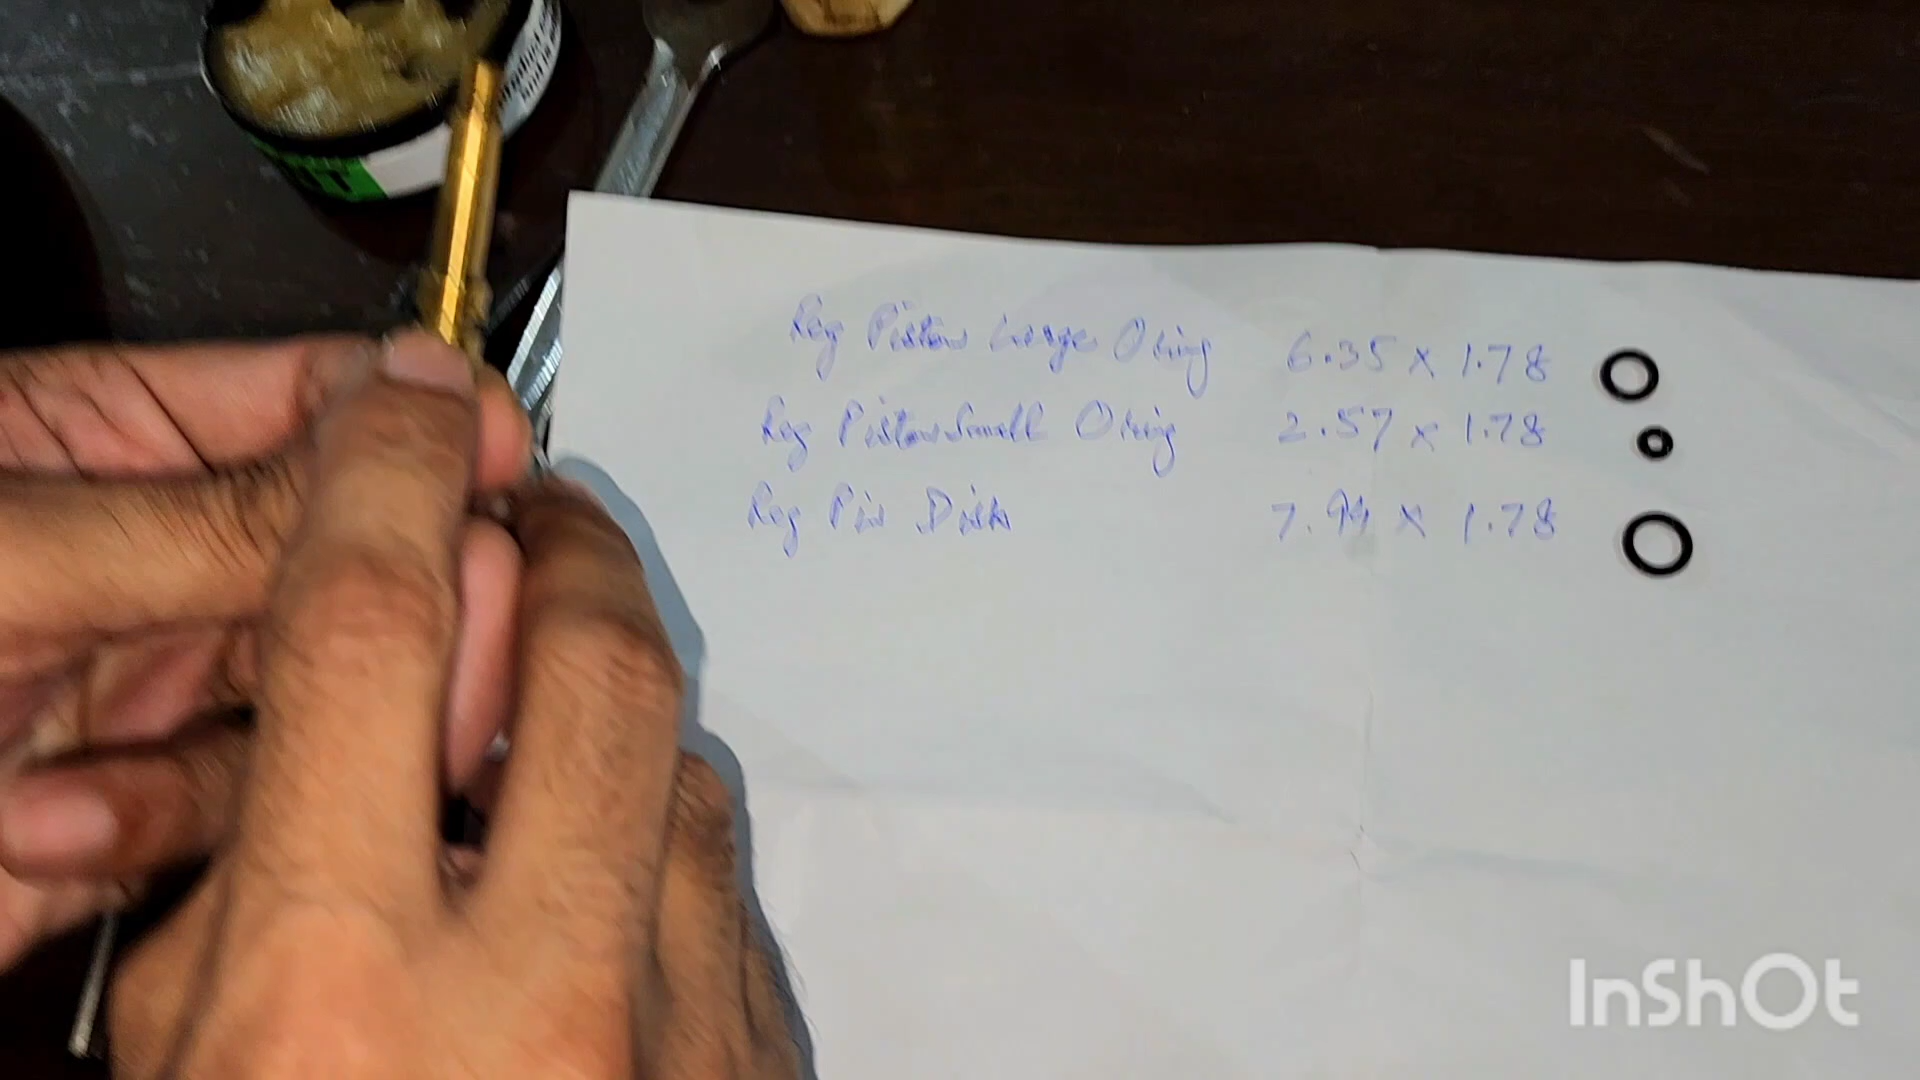 Reg Piston Large O ring 6.35 x 1.78
Reg Piston Small O ring 2.57 x 1.78
Reg Pin Disk 7.94 x 1.78
InShOt